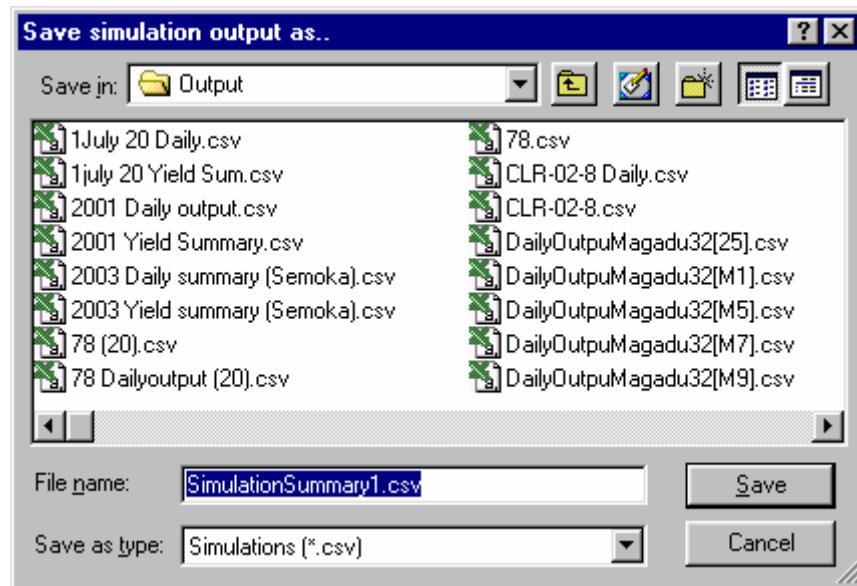 Save simulation output as..
Save in: Output
1July 20 Daily.csv
1july 20 Yield Sum.csv
2001 Daily output.csv
2001 Yield Summary.csv
2003 Daily summary (Semoka).csv
2003 Yield summary (Semoka).csv
78 (20).csv
78 Dailyoutput (20).csv
78.csv
CLR-02-8 Daily.csv
CLR-02-8.csv
DailyOutpuMagadu32[25].csv
DailyOutpuMagadu32[M1].csv
DailyOutpuMagadu32[M5].csv
DailyOutpuMagadu32[M7].csv
DailyOutpuMagadu32[M9].csv
File name: SimulationSummary1.csv Save
Save as type: Simulations (*.csv) Cancel